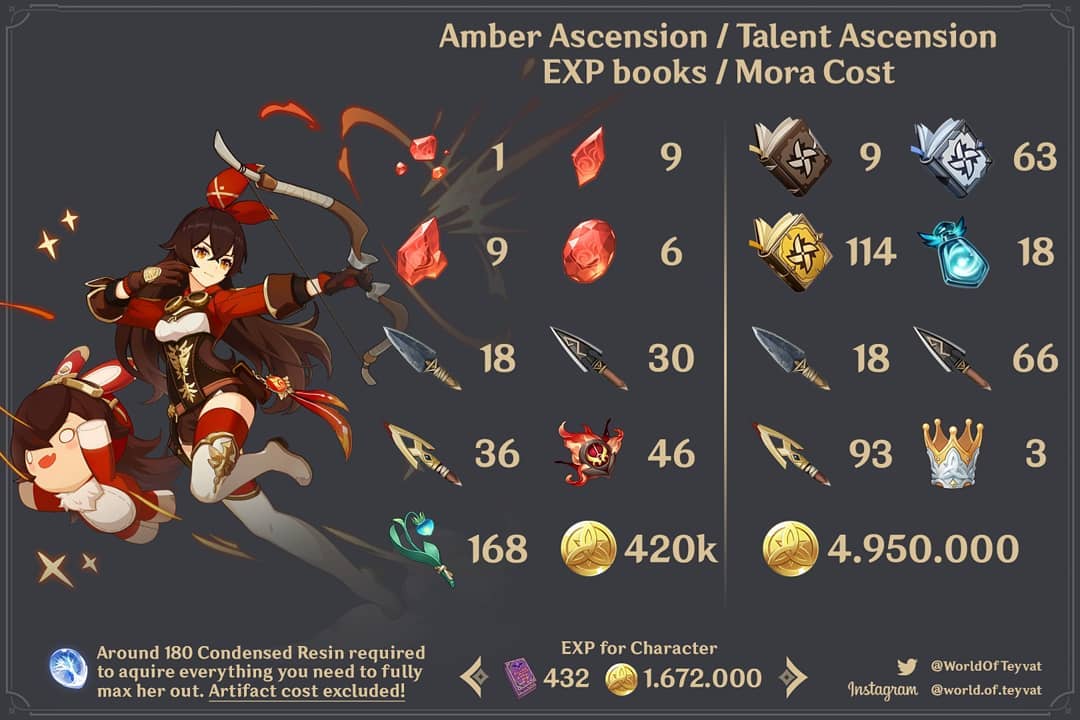 Amber Ascension / Talent Ascension
EXP books / Mora Cost
1 9
9 6
18 30
36 46
168 420k
9 63
114 18
18 66
93 3
4.950.000
Around 180 Condensed Resin required
to aquire everything you need to fully
max her out. Artifact cost excluded!
EXP for Character
432 1.672.000
@WorldOfTeyvat
Instagram @world.of.teyvat